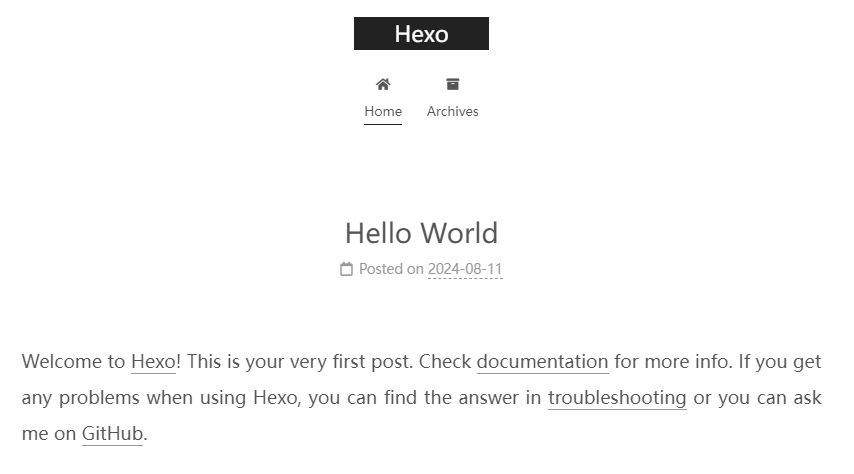 Hexo
Home Archives
Hello World
Posted on 2024-08-11
Welcome to Hexo! This is your very first post. Check documentation for more info. If you get
any problems when using Hexo, you can find the answer in troubleshooting or you can ask
me on GitHub.